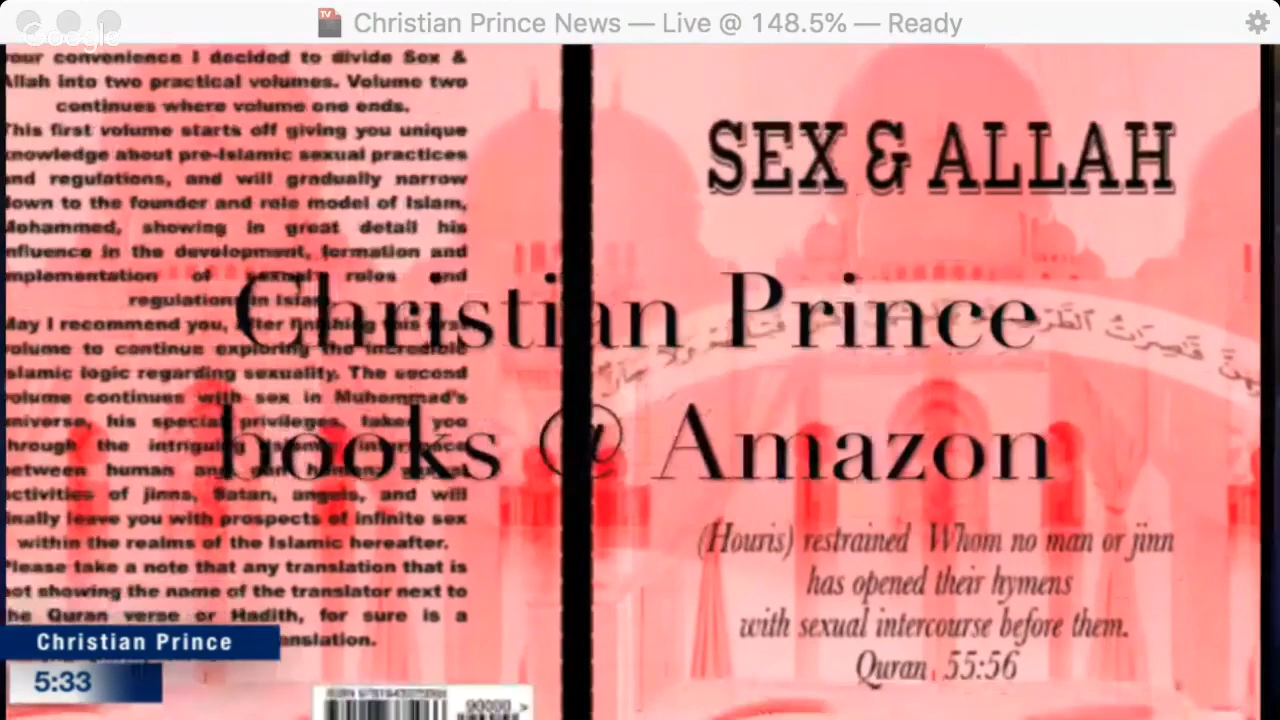 Christian Prince News — Live @ 148.5% — Ready
Google
our convenience I decided to divide Sex &
Allah into two practical volumes. Volume two
continues where volume one ends.
This first volume starts off giving you unique
knowledge about pre-Islamic sexual practices
and regulations, and will gradually narrow
down to the founder and role model of Islam,
Mohammed, showing in great detail his
influence in the development, formation and
implementation of sexual roles and
regulations in Islam.
May I recommend you, after finishing this first
volume to continue exploring the incredible
Islamic logic regarding sexuality. The second
volume continues with sex in Muhammad's
universe, his special privileges, takes you
through the intriguing Islamic
between human and non human, sexual
activities of jinns, Satan, angels, and will
finally leave you with prospects of infinite sex
within the realms of the Islamic hereafter.
Please take a note that any translation that is
not showing the name of the translator next to
the Quran verse or Hadith, for sure is a
anslation.
SEX & ALLAH
Christian Prince
books @ Amazon
(Houris) restrained Whom no man or jinn
has opened their hymens
with sexual intercourse before them.
Quran 55:56
Christian Prince
5:33